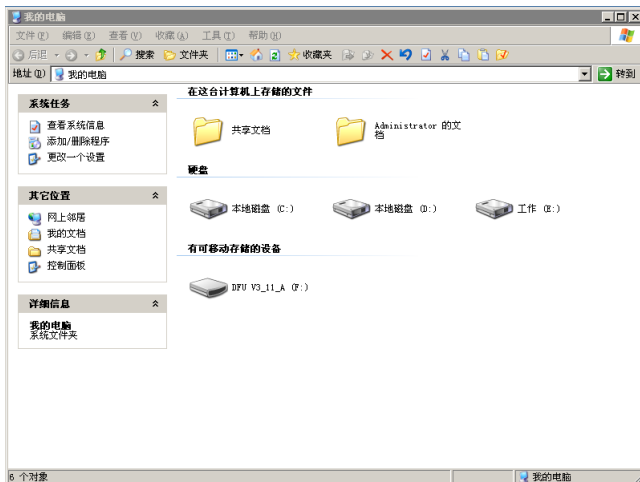 我的电脑
文件(F) 编辑(E) 查看(V) 收藏(A) 工具(T) 帮助(H)
后退 搜索 文件夹 收藏夹
地址(D) 我的电脑 转到
系统任务
查看系统信息
添加/删除程序
更改一个设置
其它位置
网上邻居
我的文档
共享文档
控制面板
详细信息
我的电脑
系统文件夹
在这台计算机上存储的文件
共享文档
Administrator 的文
档
硬盘
本地磁盘 (C:)
本地磁盘 (D:)
工作 (E:)
有可移动存储的设备
DFU V3_11_A (F:)
6 个对象
我的电脑